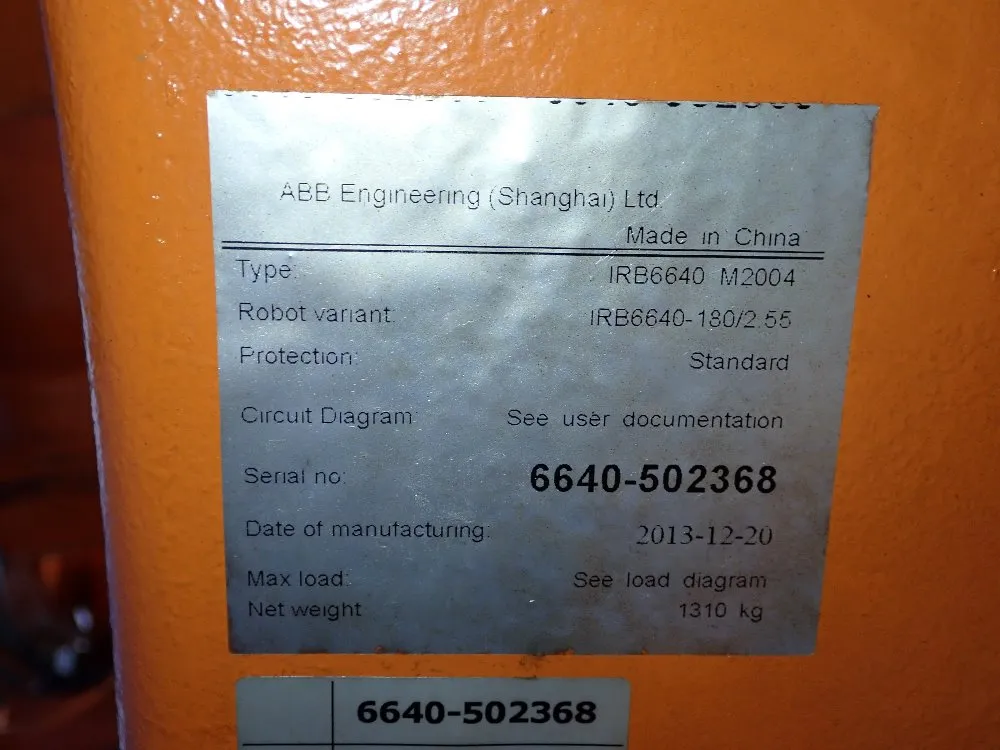 ABB Engineering (Shanghai) Ltd.
Made in China
Type: IRB6640 M2004
Robot variant: IRB6640-180/2.55
Protection: Standard
Circuit Diagram See user documentation
Serial no: 6640-502368
Date of manufacturing: 2013-12-20
Max load: See load diagram
Net weight 1310 kg
6640-502368